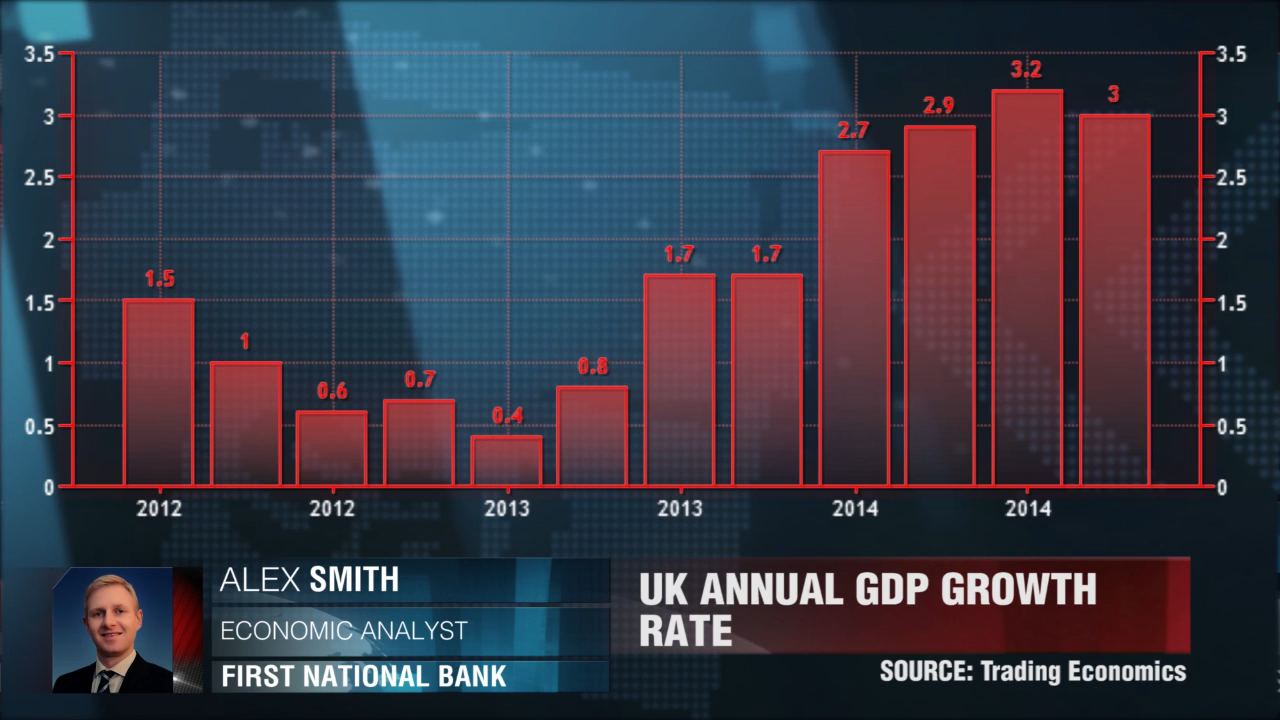 3.5 3.5
3.2
3 3 3
2.9
2.7
2.5 2.5
2 2
1.7 1.7
1.5 1.5 1.5
1 1 1
0.8
0.6 0.7
0.5 0.4 0.5
0 0
2012 2012 2013 2013 2014 2014
ALEX SMITH
ECONOMIC ANALYST
FIRST NATIONAL BANK
UK ANNUAL GDP GROWTH
RATE
SOURCE: Trading Economics